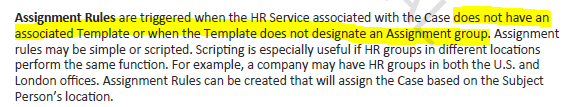 Assignment Rules are triggered when the HR Service associated with the Case does not have an
associated Template or when the Template does not designate an Assignment group. Assignment
rules may be simple or scripted. Scripting is especially useful if HR groups in different locations
perform the same function. For example, a company may have HR groups in both the U.S. and
London offices. Assignment Rules can be created that will assign the Case based on the Subject
Person's location.